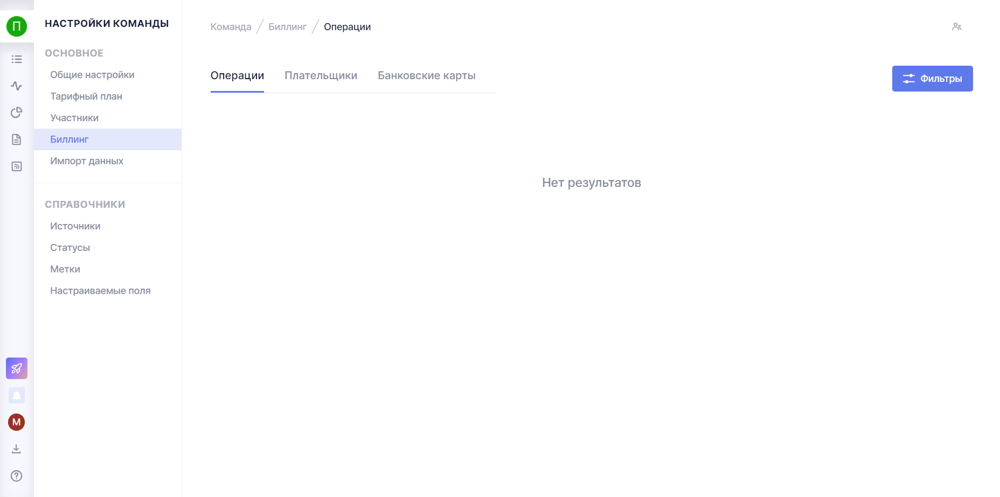 П
НАСТРОЙКИ КОМАНДЫ
ОСНОВНОЕ
Общие настройки
Тарифный план
Участники
Биллинг
Импорт данных
СПРАВОЧНИКИ
Источники
Статусы
Метки
Настраиваемые поля
М
Команда / Биллинг / Операции
Операции Плательщики Банковские карты
Фильтры
Нет результатов